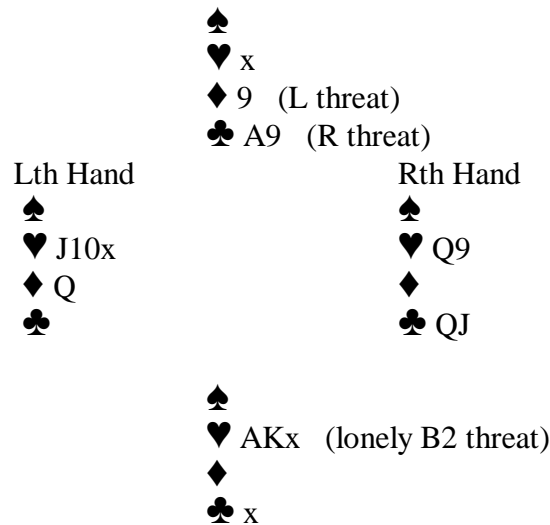 ♠
♥ x
♦ 9 (L threat)
♣ A9 (R threat)
Lth Hand Rth Hand
♠ ♠
♥ J10x ♥ Q9
♦ Q ♦
♣ ♣ QJ
♠
♥ AKx (lonely B2 threat)
♦
♣ x